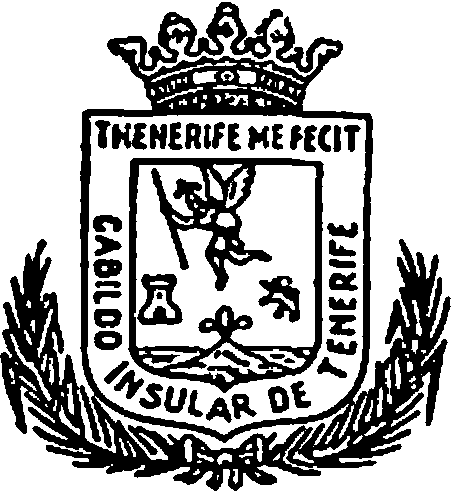 THENERIFE ME FECIT
CABILDO INSULAR DE TENERIFE